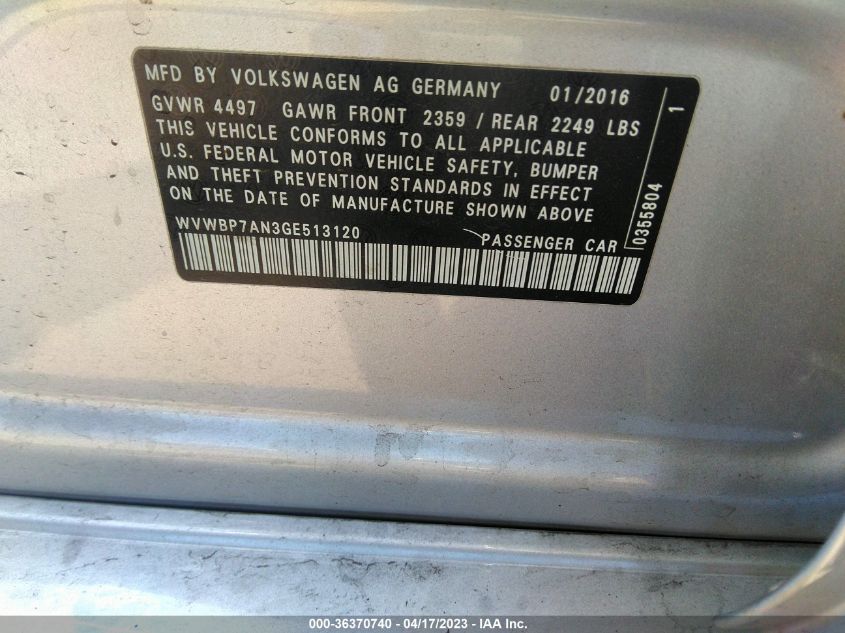 MFD BY VOLKSWAGEN AG GERMANY 01/2016
GVWR 4497 GAWR FRONT 2359 / REAR 2249 LBS
THIS VEHICLE CONFORMS TO ALL APPLICABLE
U.S. FEDERAL MOTOR VEHICLE SAFETY, BUMPER
AND THEFT PREVENTION STANDARDS IN EFFECT
ON THE DATE OF MANUFACTURE SHOWN ABOVE
WVWBP7AN3GE513120 PASSENGER CAR
0355804 1
000-36370740 - 04/17/2023 - IAA Inc.